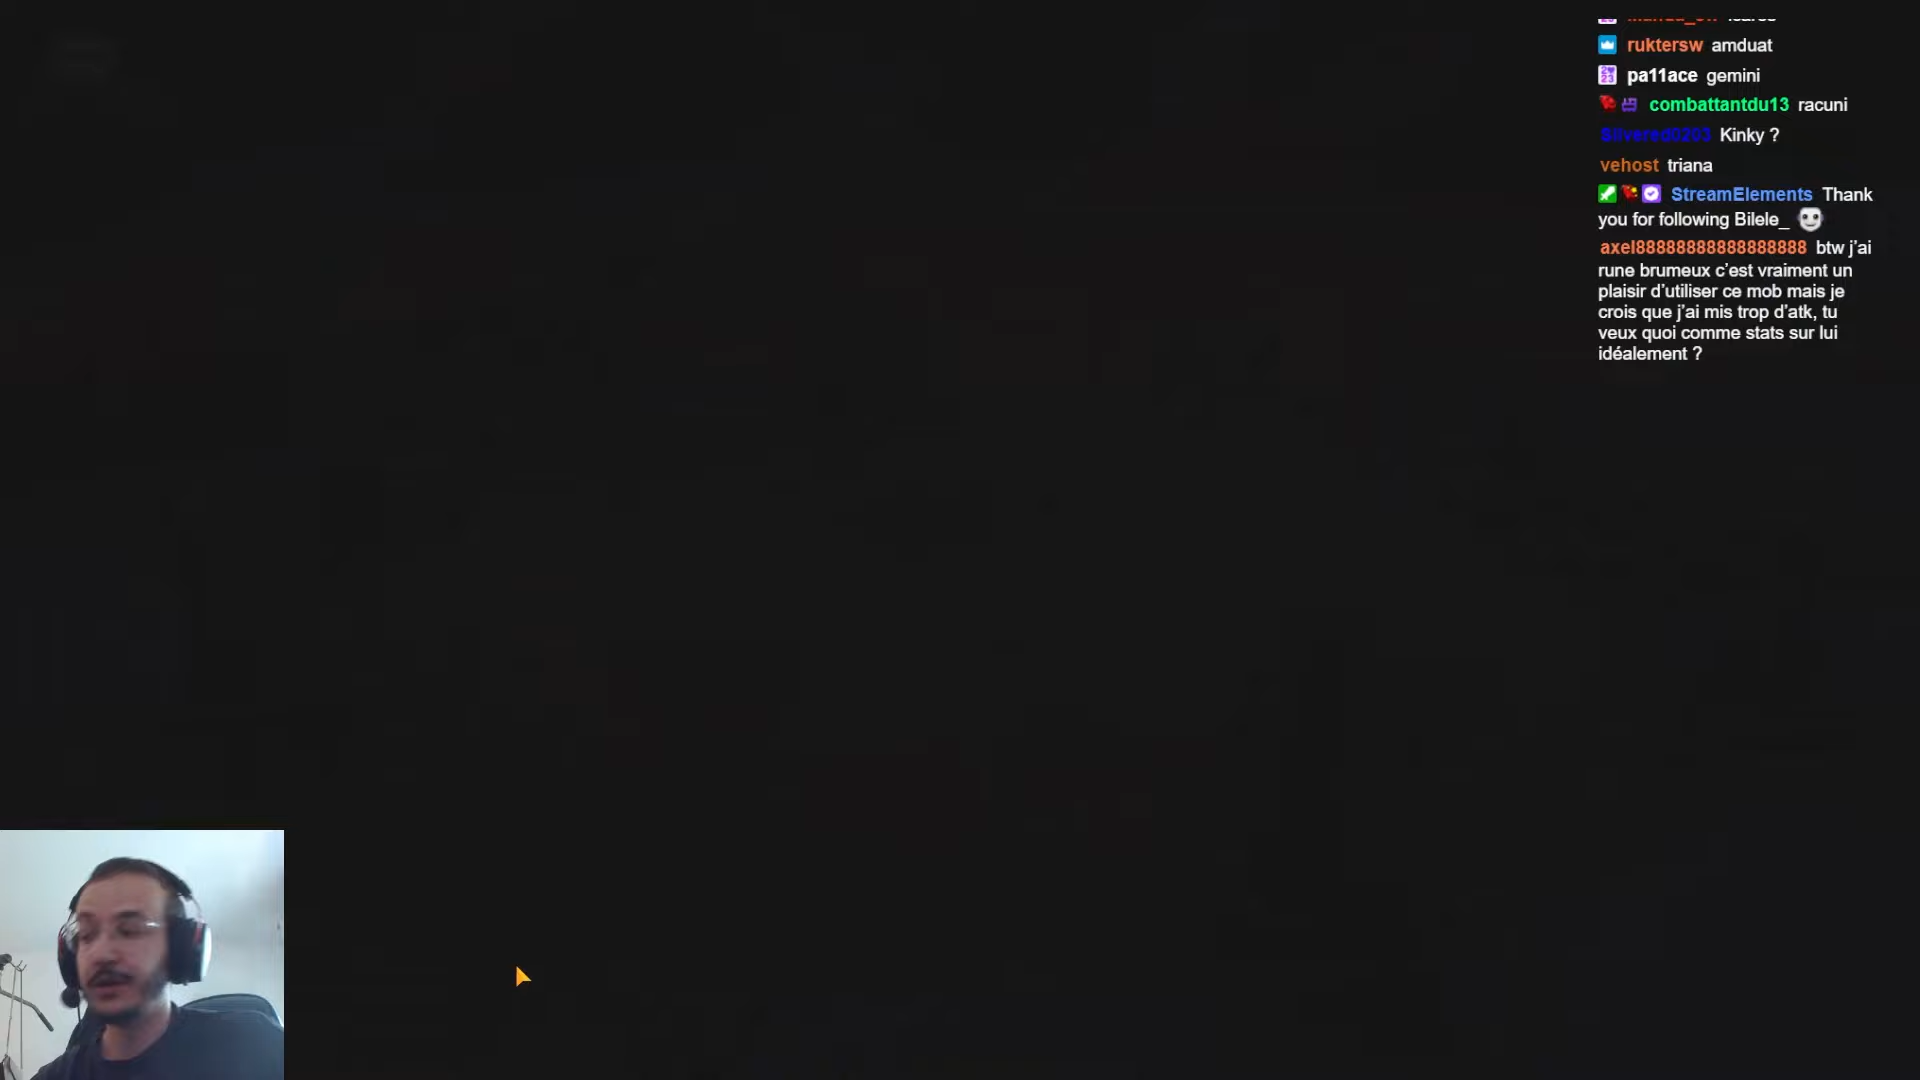 ruktersw amduat
pa11ace gemini
combattantdu13 racuni
Silvered0203 Kinky ?
vehost triana
StreamElements Thank
you for following Bilele_
axel88888888888888888 btw j'ai
rune brumeux c'est vraiment un
plaisir d'utiliser ce mob mais je
crois que j'ai mis trop d'atk, tu
veux quoi comme stats sur lui
idéalement ?